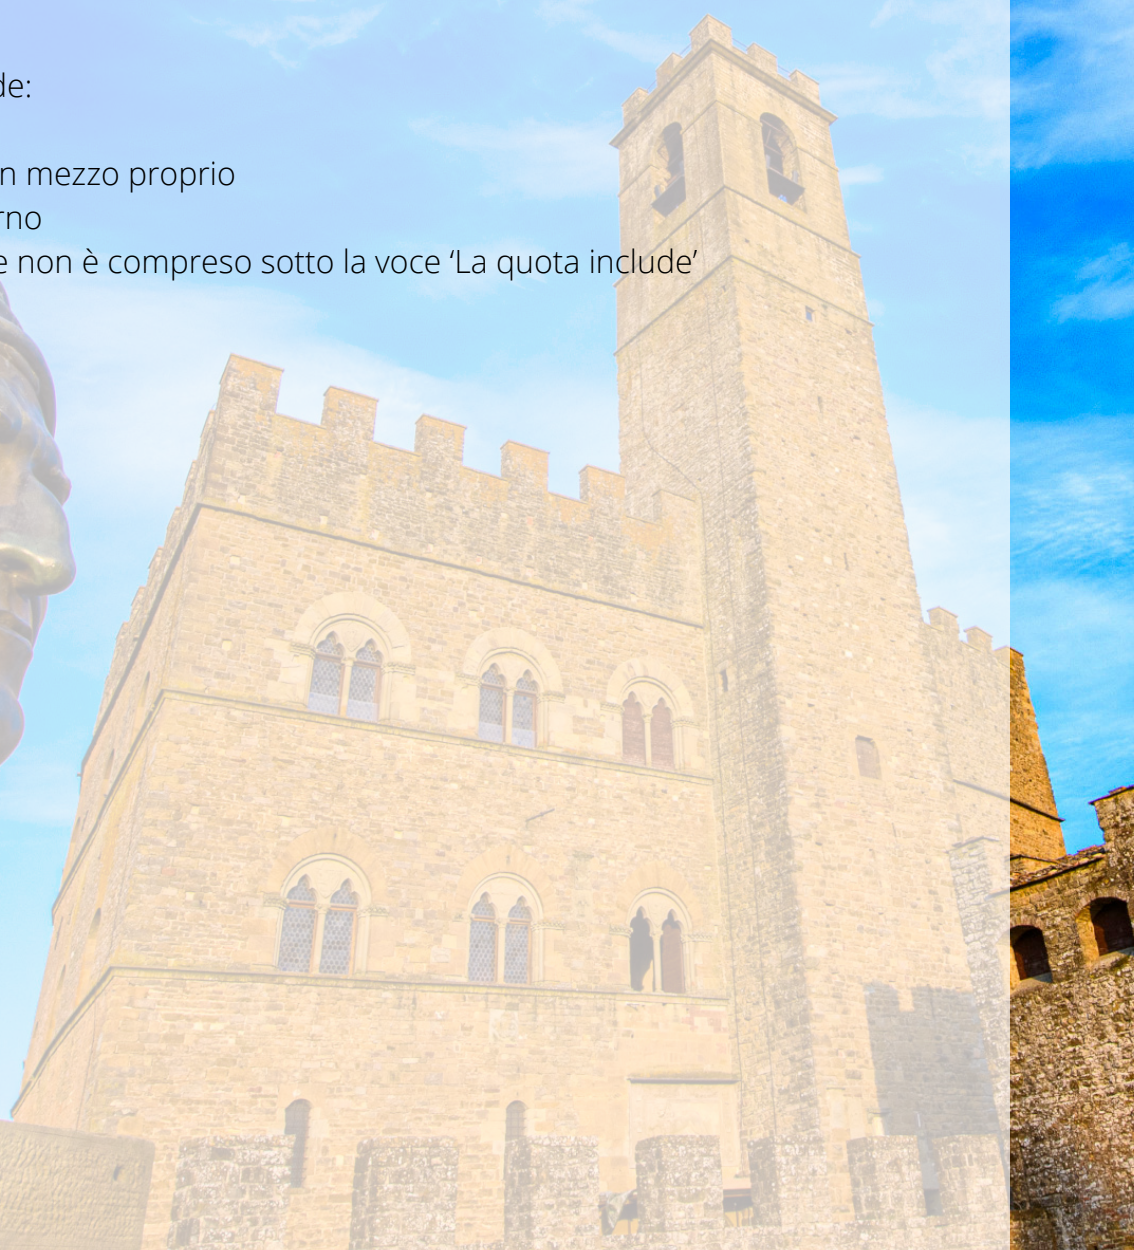 de:
n mezzo proprio
rno
e non è compreso sotto la voce ‘La quota include’